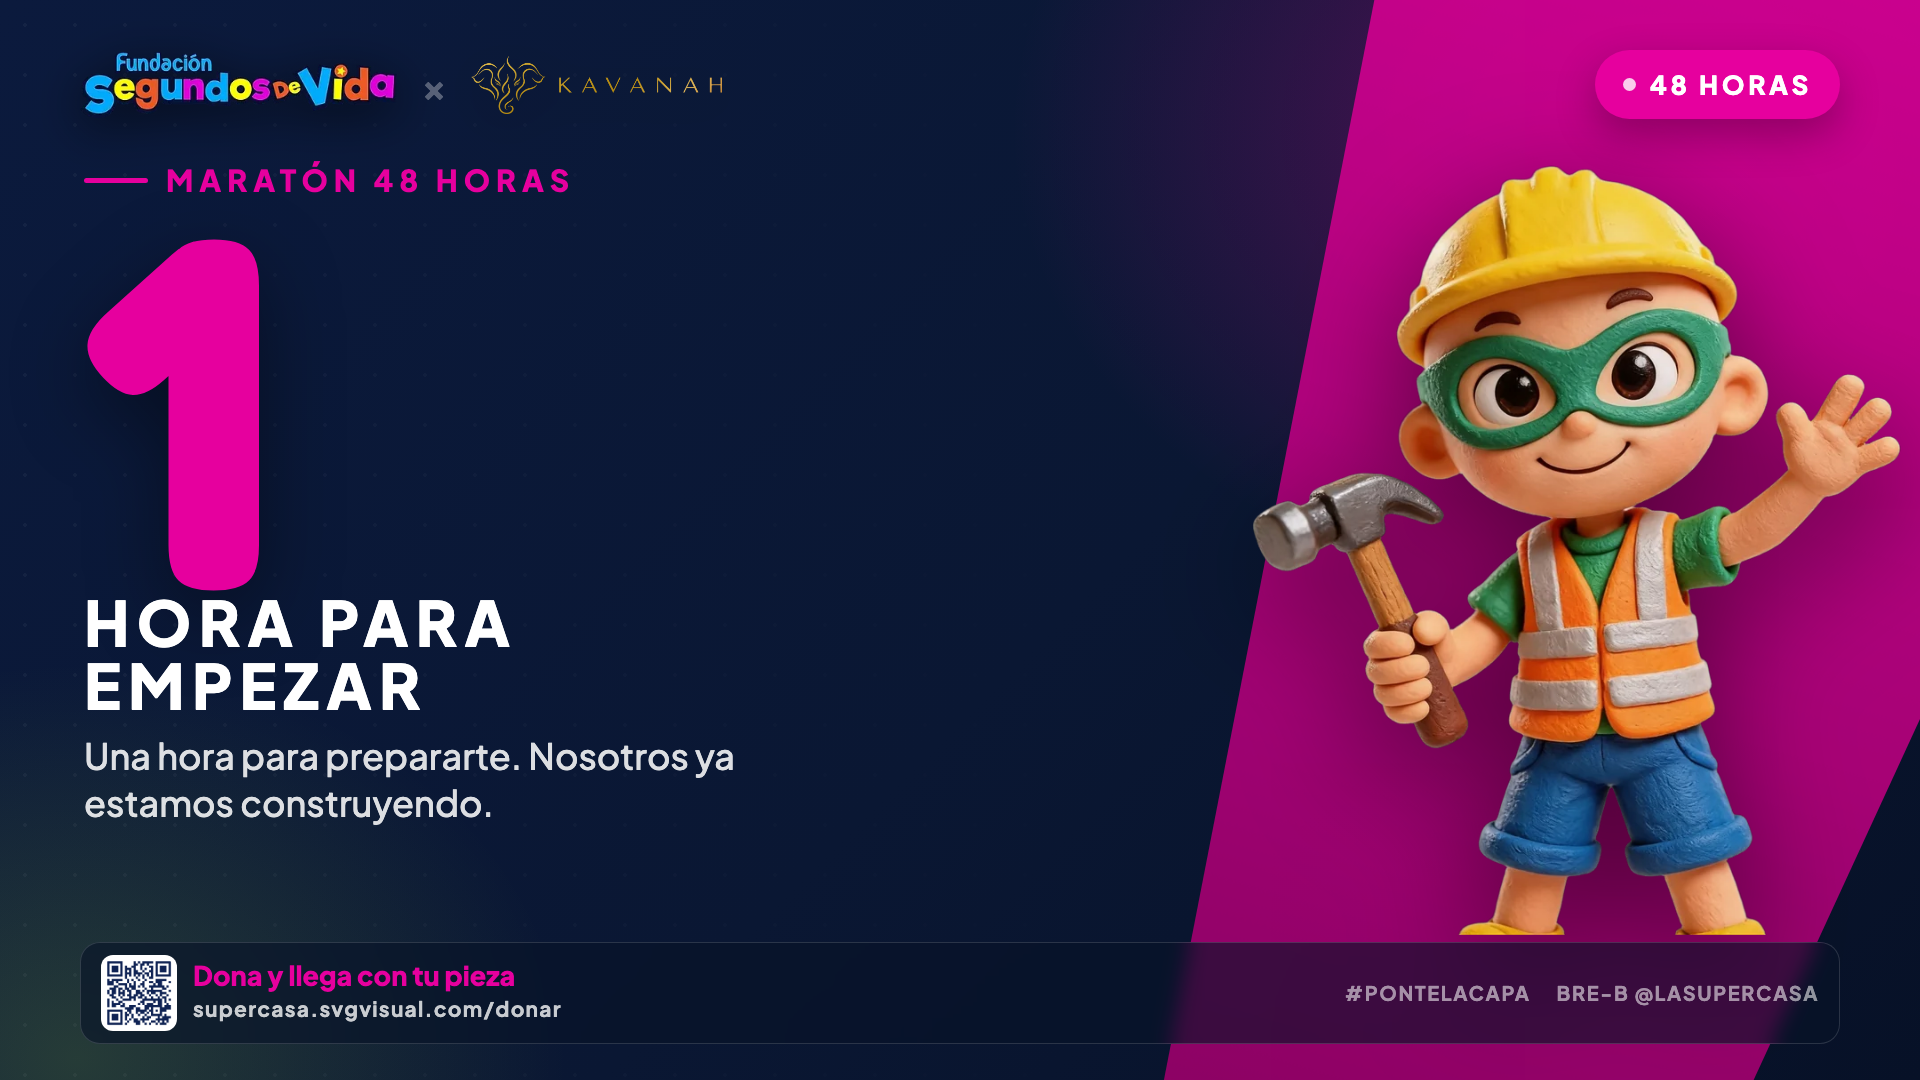 Fundación
Segundos DE Vida
×
KAVANAH
48 HORAS
MARATÓN 48 HORAS
1
HORA PARA
EMPEZAR
Una hora para prepararte. Nosotros ya
estamos construyendo.
Dona y llega con tu pieza
supercasa.svgvisual.com/donar
#PONTELACAPA BRE-B @LASUPERCASA